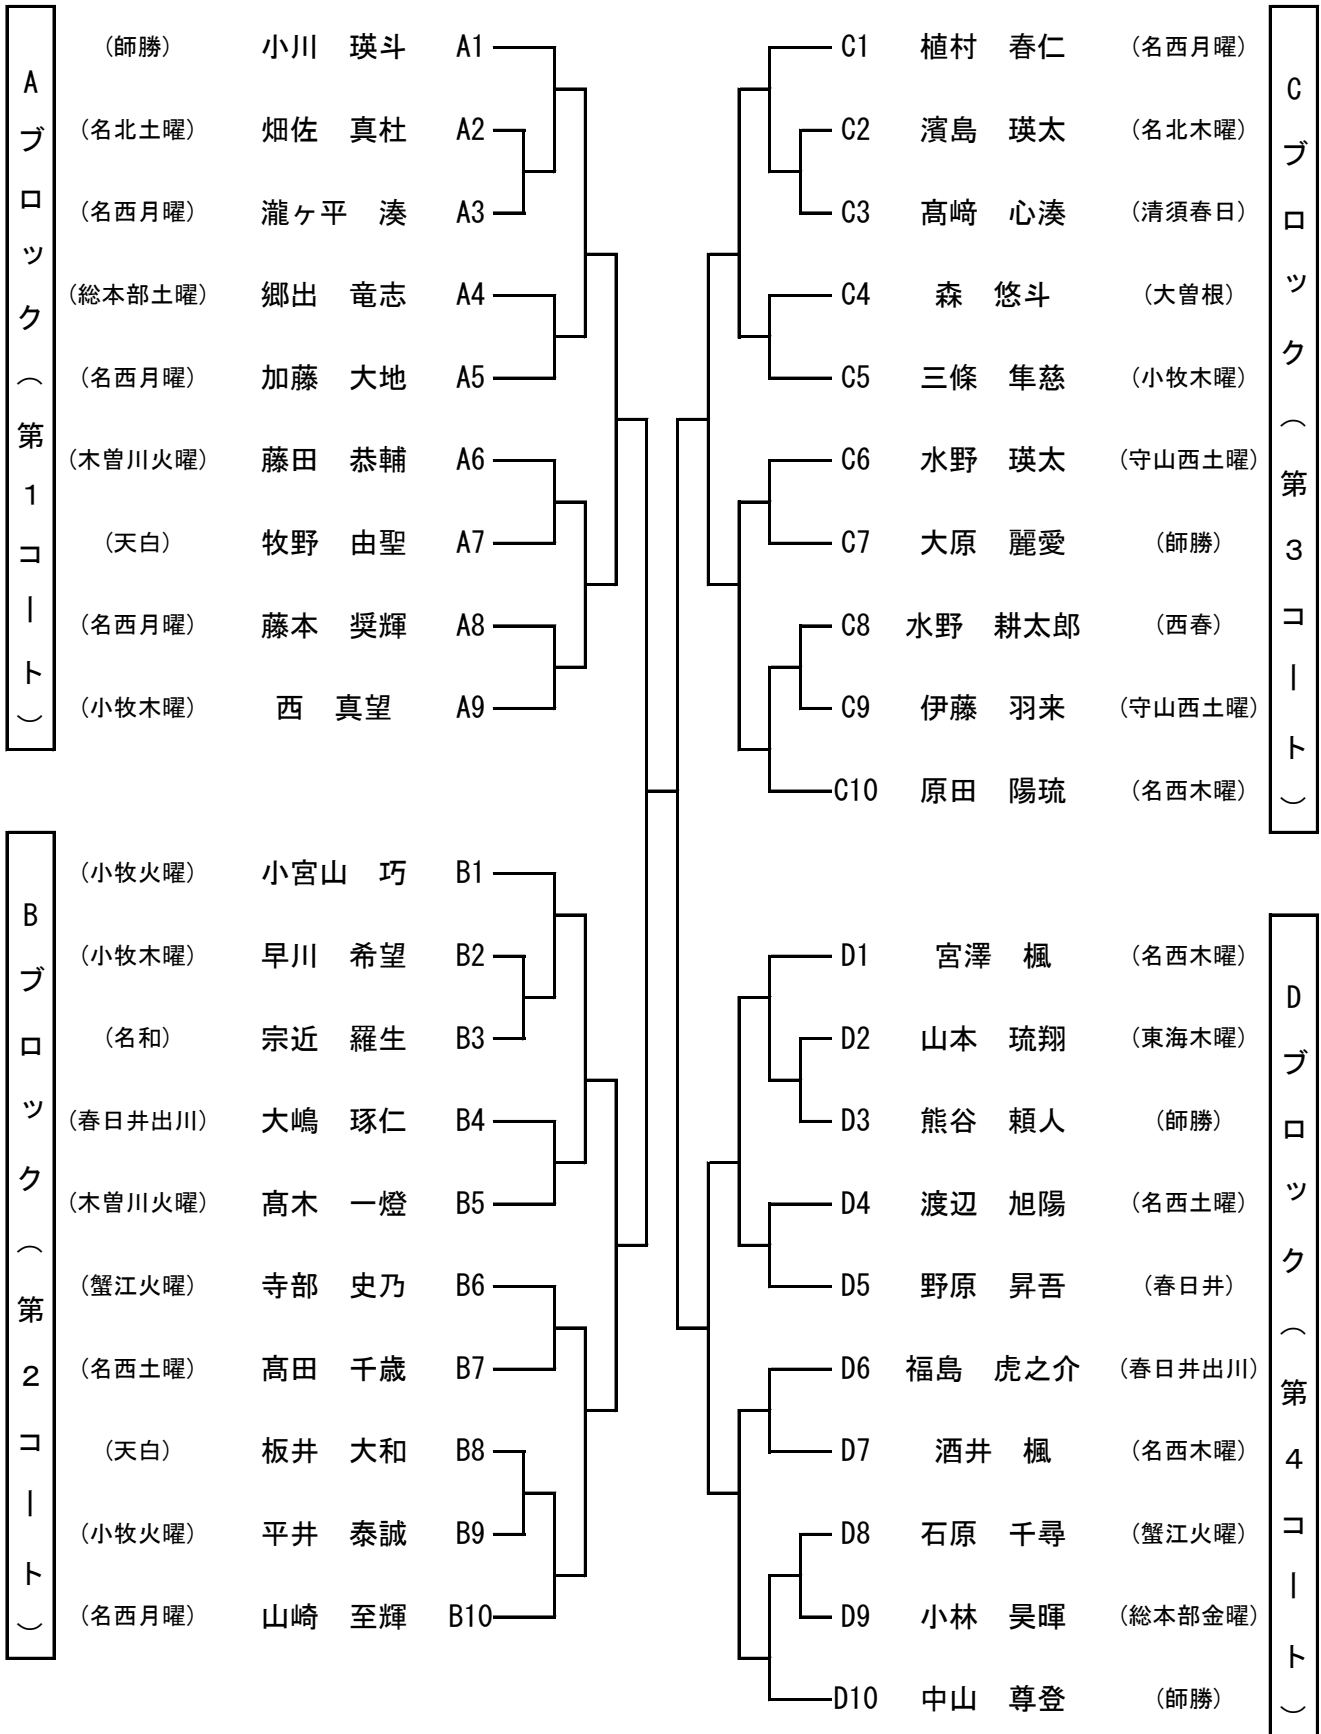 Aブロック（第1コート）
（師勝） 小川　瑛斗 A1
（名北土曜） 畑佐　真杜 A2
（名西月曜） 瀧ヶ平　湊 A3
（総本部土曜） 郷出　竜志 A4
（名西月曜） 加藤　大地 A5
（木曽川火曜） 藤田　恭輔 A6
（天白） 牧野　由聖 A7
（名西月曜） 藤本　奨輝 A8
（小牧木曜） 西　真望 A9
Bブロック（第2コート）
（小牧火曜） 小宮山　巧 B1
（小牧木曜） 早川　希望 B2
（名和） 宗近　羅生 B3
（春日井出川） 大嶋　琢仁 B4
（木曽川火曜） 髙木　一燈 B5
（蟹江火曜） 寺部　史乃 B6
（名西土曜） 髙田　千歳 B7
（天白） 板井　大和 B8
（小牧火曜） 平井　泰誠 B9
（名西月曜） 山崎　至輝 B10
Cブロック（第3コート）
C1 植村　春仁 （名西月曜）
C2 濱島　瑛太 （名北木曜）
C3 髙﨑　心湊 （清須春日）
C4 森　悠斗 （大曽根）
C5 三條　隼慈 （小牧木曜）
C6 水野　瑛太 （守山西土曜）
C7 大原　麗愛 （師勝）
C8 水野　耕太郎 （西春）
C9 伊藤　羽来 （守山西土曜）
C10 原田　陽琉 （名西木曜）
Dブロック（第4コート）
D1 宮澤　楓 （名西木曜）
D2 山本　琉翔 （東海木曜）
D3 熊谷　頼人 （師勝）
D4 渡辺　旭陽 （名西土曜）
D5 野原　昇吾 （春日井）
D6 福島　虎之介 （春日井出川）
D7 酒井　楓 （名西木曜）
D8 石原　千尋 （蟹江火曜）
D9 小林　昊暉 （総本部金曜）
D10 中山　尊登 （師勝）